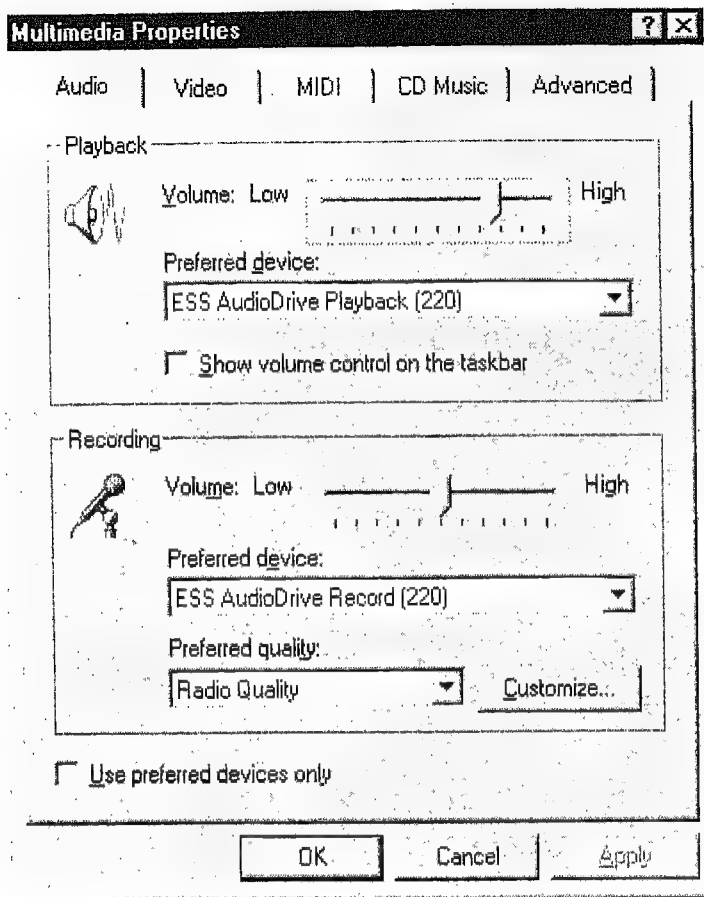 Multimedia Properties ? ×
Audio Video MIDI CD Music Advanced
Playback
Volume: Low High
Preferred device:
ESS AudioDrive Playback (220)
Show volume control on the taskbar
Recording
Volume: Low High
Preferred device:
ESS AudioDrive Record (220)
Preferred quality:
Radio Quality Customize...
Use preferred devices only
OK Cancel Apply